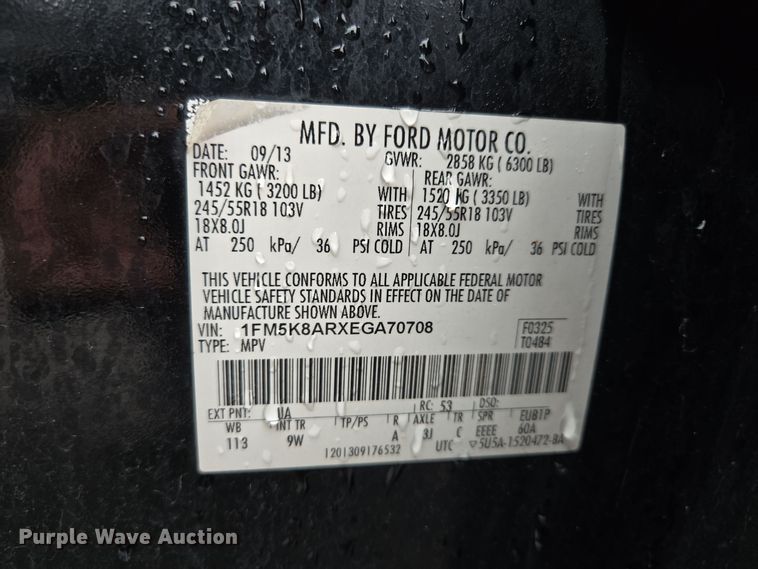 MFD. BY FORD MOTOR CO.
DATE: 09/13 GVWR: 2858 KG ( 6300 LB)
FRONT GAWR: REAR GAWR:
1452 KG ( 3200 LB) WITH 1520 KG ( 3350 LB) WITH
245/55R18 103V TIRES 245/55R18 103V TIRES
18X8.0J RIMS 18X8.0J RIMS
AT 250 kPa/ 36 PSI COLD AT 250 kPa/ 36 PSI COLD
THIS VEHICLE CONFORMS TO ALL APPLICABLE FEDERAL MOTOR
VEHICLE SAFETY STANDARDS IN EFFECT ON THE DATE OF
MANUFACTURE SHOWN ABOVE.
VIN: 1FM5K8ARXEGA70708 F0325
TYPE: MPV T0484
EXT PNT: UA RC: 53 DSO:
WB INT TR TP/PS R AXLE TR SPR EUB1P
113 9W A 3J C EEEE 60A
1201309176532 UTC ▽5U5A-1520472-BA
Purple Wave Auction